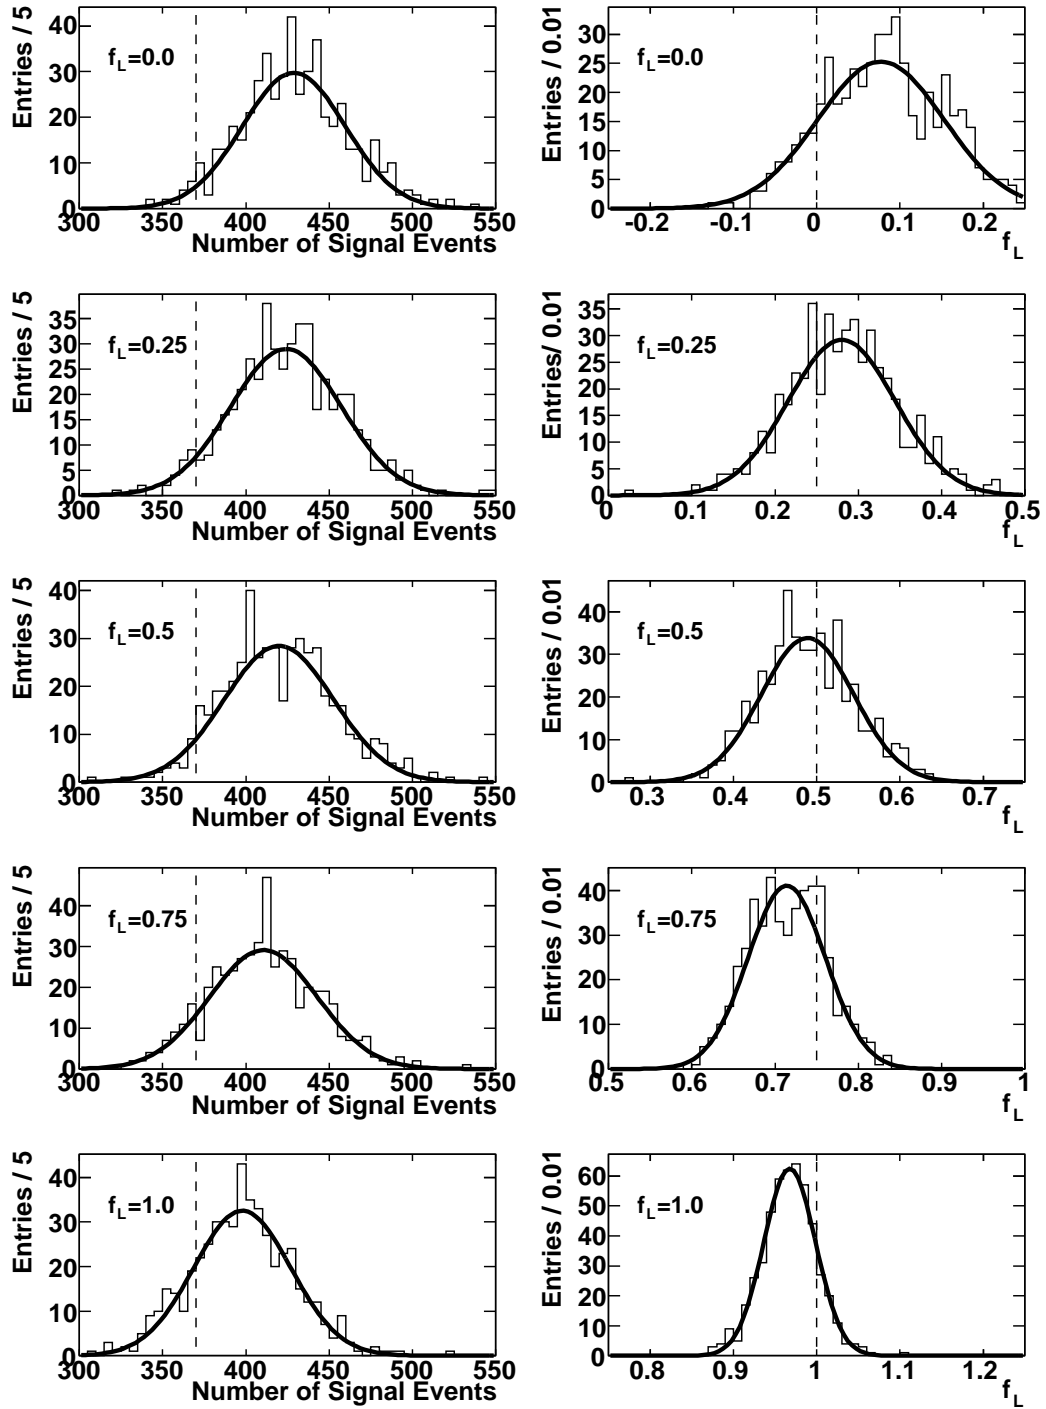 Entries / 5
40
30
20
10
0
f_L=0.0
300 350 400 450 500 550
Number of Signal Events
Entries / 0.01
30
25
20
15
10
5
0
f_L=0.0
-0.2 -0.1 0 0.1 0.2
f_L
Entries / 5
35
30
25
20
15
10
5
0
f_L=0.25
300 350 400 450 500 550
Number of Signal Events
Entries/ 0.01
35
30
25
20
15
10
5
0
f_L=0.25
0 0.1 0.2 0.3 0.4 0.5
f_L
Entries / 5
40
30
20
10
0
f_L=0.5
300 350 400 450 500 550
Number of Signal Events
Entries / 0.01
40
30
20
10
0
f_L=0.5
0.3 0.4 0.5 0.6 0.7
f_L
Entries / 5
40
30
20
10
0
f_L=0.75
300 350 400 450 500 550
Number of Signal Events
Entries / 0.01
40
30
20
10
0
f_L=0.75
0.5 0.6 0.7 0.8 0.9 1
f_L
Entries / 5
40
30
20
10
0
f_L=1.0
300 350 400 450 500 550
Number of Signal Events
Entries / 0.01
60
50
40
30
20
10
0
f_L=1.0
0.8 0.9 1 1.1 1.2
f_L